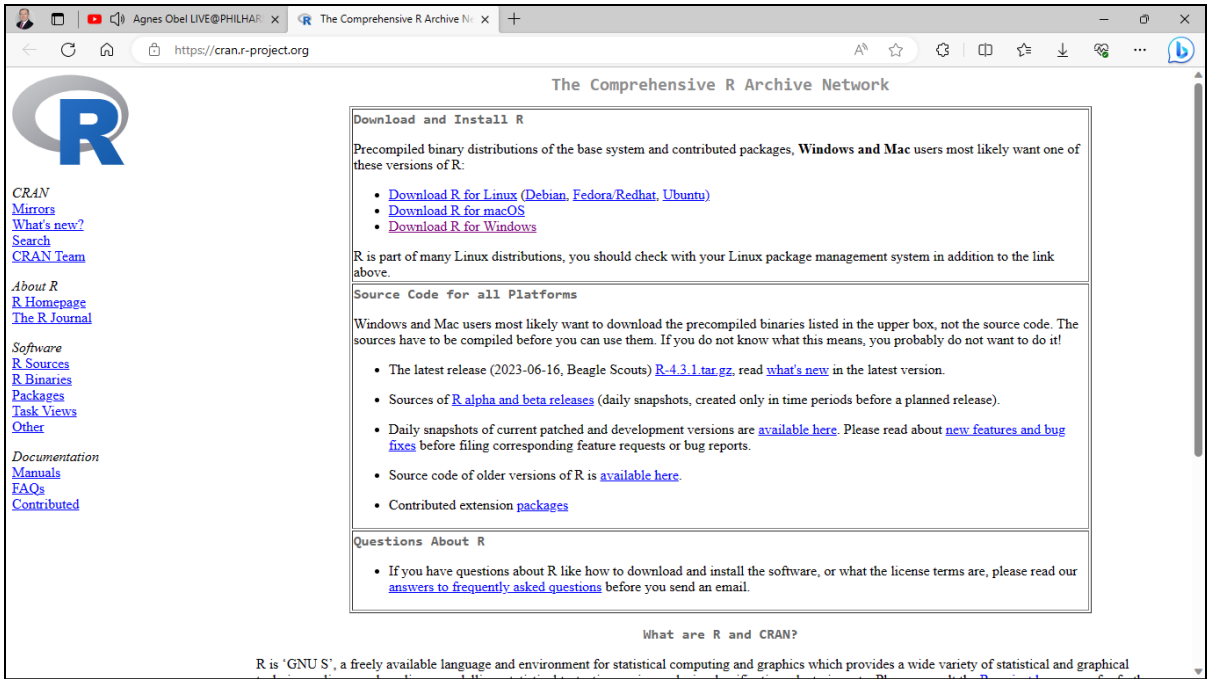 Agnes Obel LIVE@PHILHAR
The Comprehensive R Archive Ne
https://cran.r-project.org
R
The Comprehensive R Archive Network
CRAN
Mirrors
What's new?
Search
CRAN Team
About R
R Homepage
The R Journal
Software
R Sources
R Binaries
Packages
Task Views
Other
Documentation
Manuals
FAQs
Contributed
Download and Install R
Precompiled binary distributions of the base system and contributed packages, Windows and Mac users most likely want one of
these versions of R:
• Download R for Linux (Debian, Fedora/Redhat, Ubuntu)
• Download R for macOS
• Download R for Windows
R is part of many Linux distributions, you should check with your Linux package management system in addition to the link
above.
Source Code for all Platforms
Windows and Mac users most likely want to download the precompiled binaries listed in the upper box, not the source code. The
sources have to be compiled before you can use them. If you do not know what this means, you probably do not want to do it!
• The latest release (2023-06-16, Beagle Scouts) R-4.3.1.tar.gz, read what's new in the latest version.
• Sources of R alpha and beta releases (daily snapshots, created only in time periods before a planned release).
• Daily snapshots of current patched and development versions are available here. Please read about new features and bug
fixes before filing corresponding feature requests or bug reports.
• Source code of older versions of R is available here.
• Contributed extension packages
Questions About R
• If you have questions about R like how to download and install the software, or what the license terms are, please read our
answers to frequently asked questions before you send an email.
What are R and CRAN?
R is 'GNU S', a freely available language and environment for statistical computing and graphics which provides a wide variety of statistical and graphical